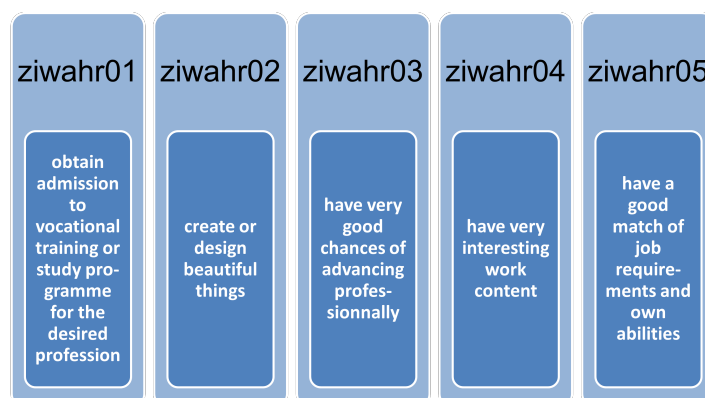 ziwahr01
obtain
admission
to
vocational
training or
study pro-
gramme
for the
desired
profession
ziwahr02
create or
design
beautiful
things
ziwahr03
have very
good
chances of
advancing
profes-
sionnally
ziwahr04
have very
interesting
work
content
ziwahr05
have a
good
match of
job
require-
ments and
own
abilities